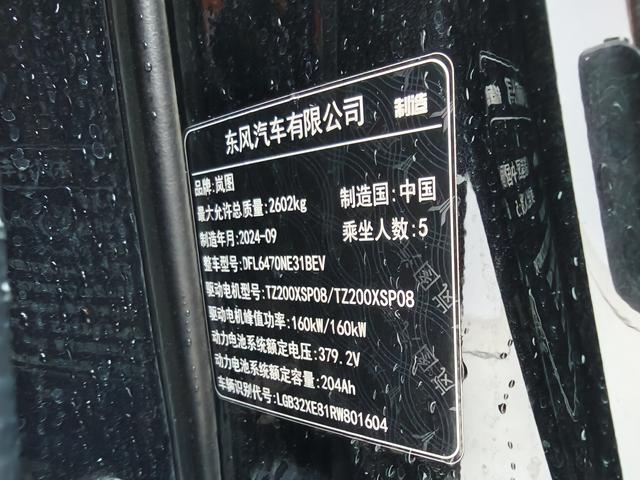 东风汽车有限公司 制造
品牌:岚图
最大允许总质量:2602kg 制造国:中国
制造年月:2024-09 乘坐人数:5
整车型号:DFL6470NE31BEV
驱动电机型号:TZ200XSP08/TZ200XSP08
驱动电机峰值功率:160kW/160kW
动力电池系统额定电压:379.2V
动力电池系统额定容量:204Ah
车辆识别代号:LGB32XE81RW801604